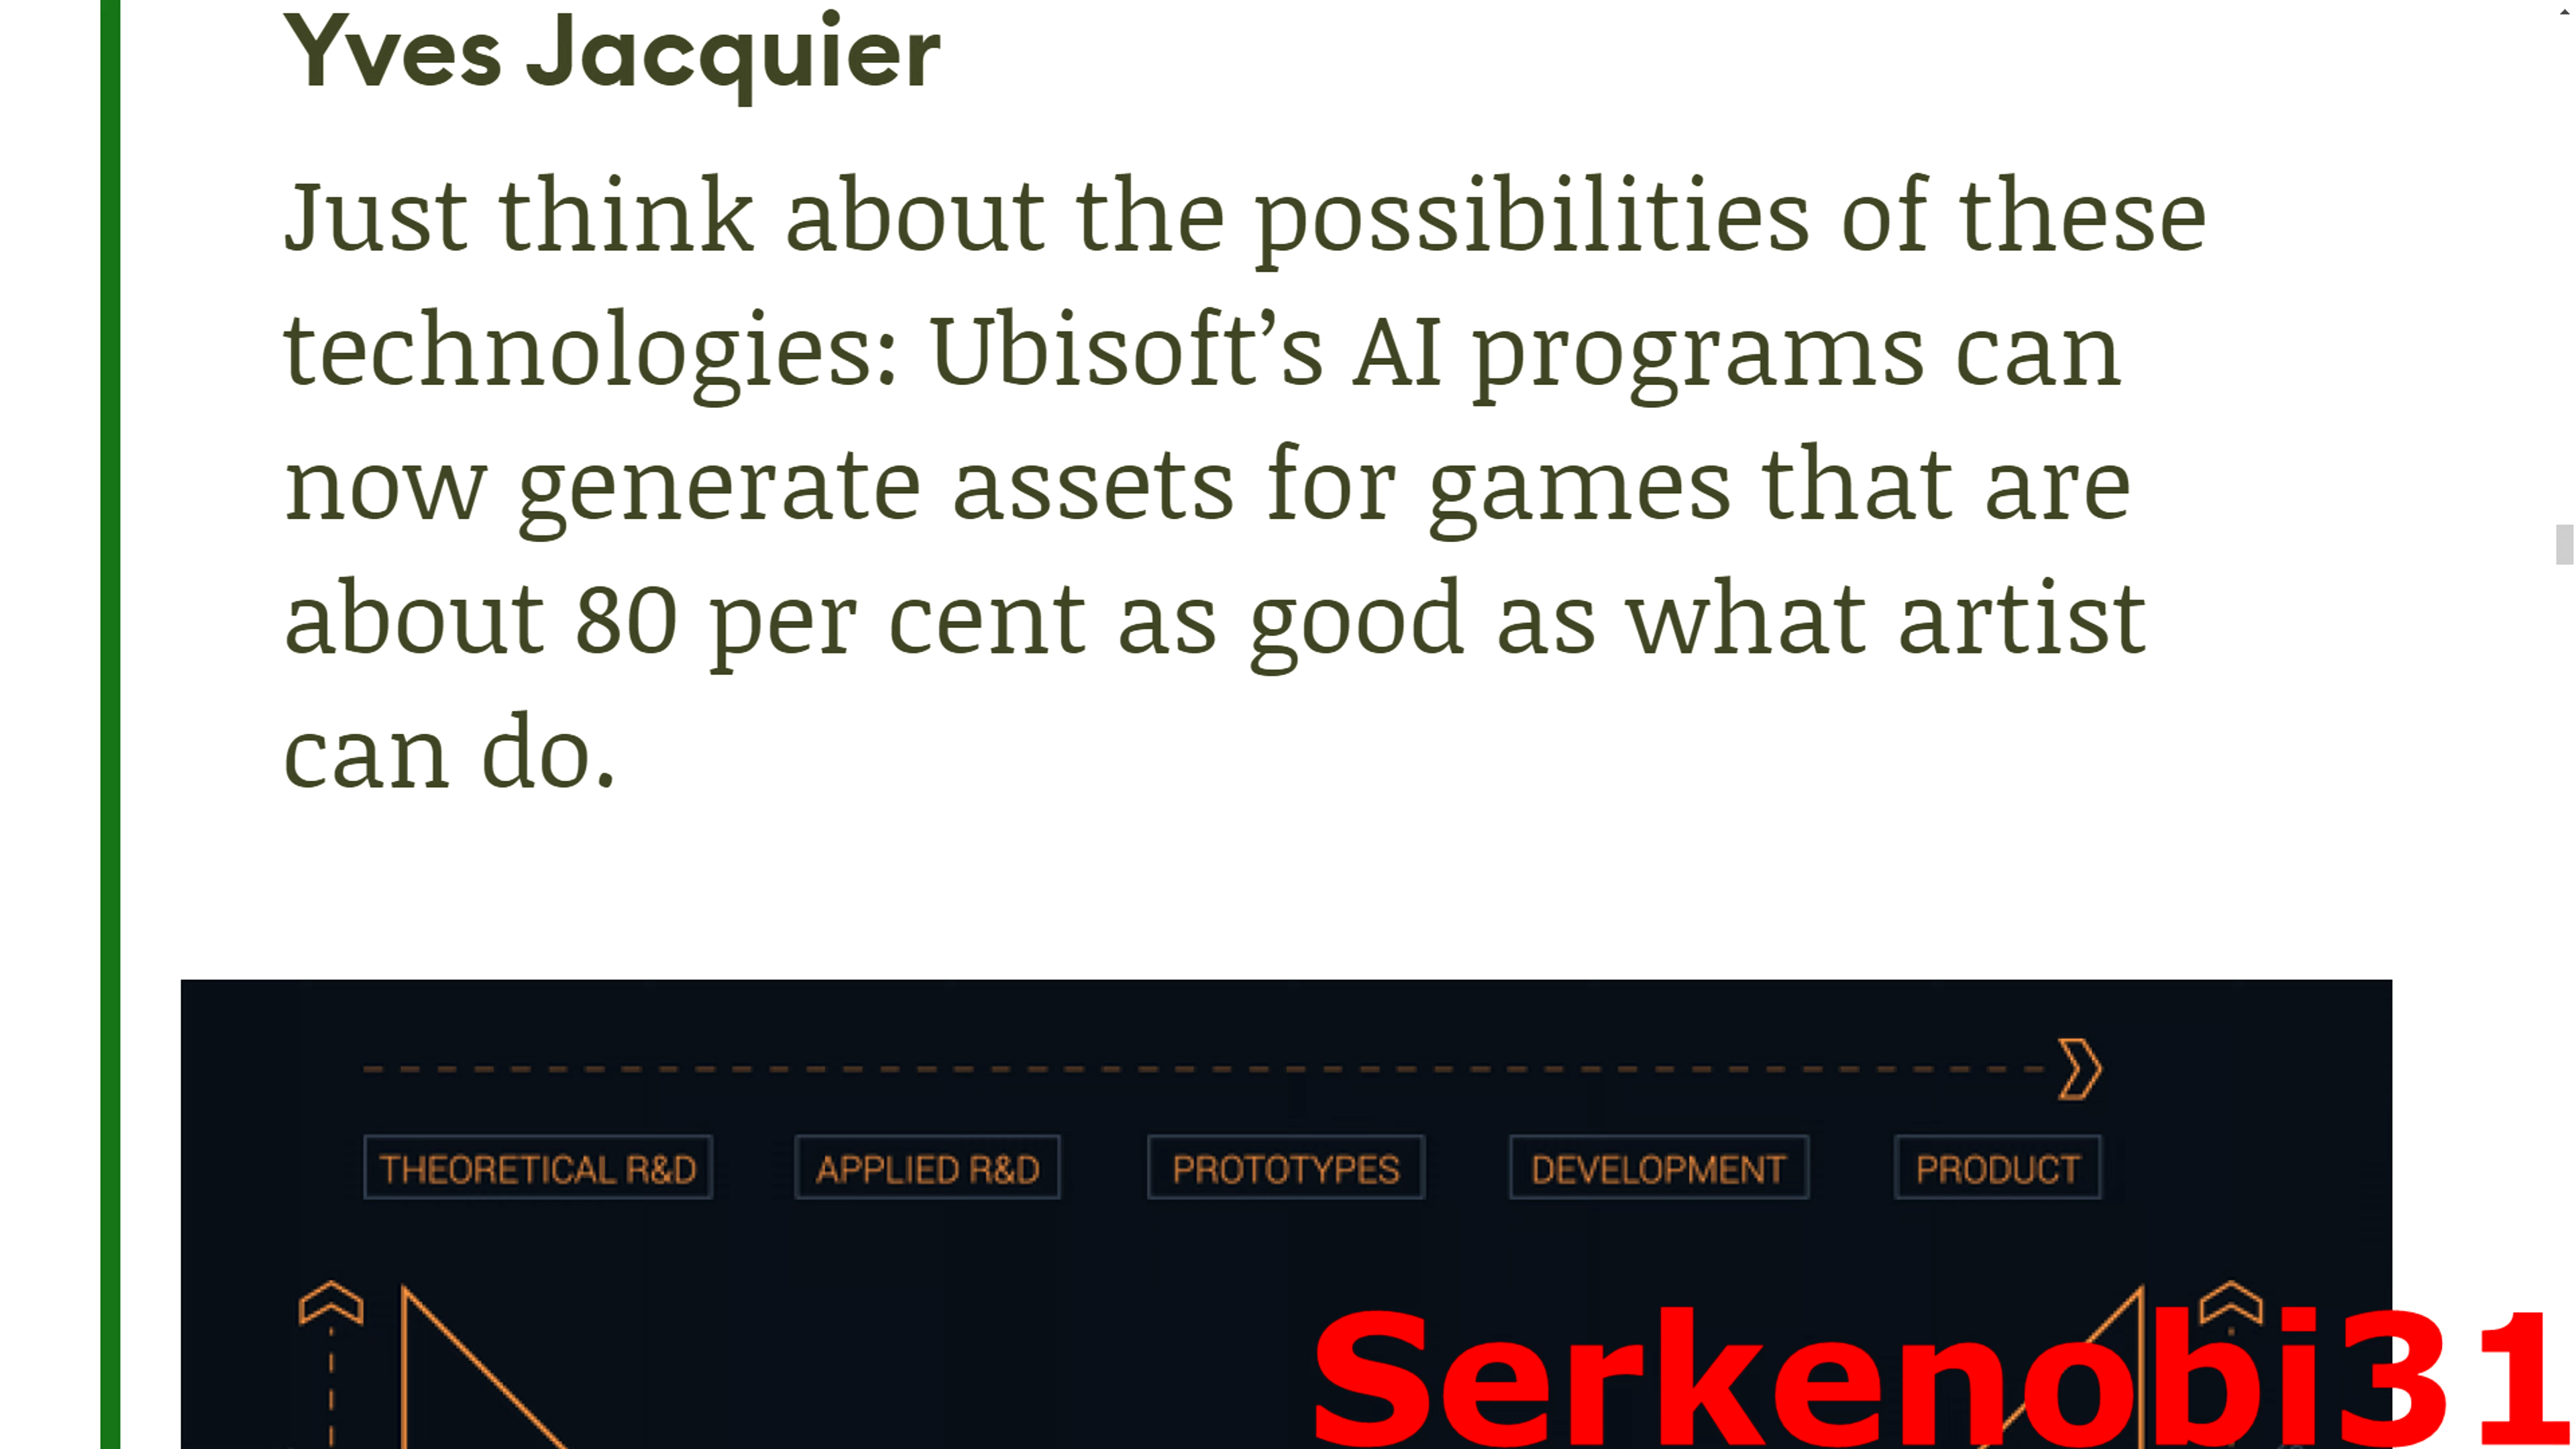 Yves Jacquier
Just think about the possibilities of these
technologies: Ubisoft’s AI programs can
now generate assets for games that are
about 80 per cent as good as what artist
can do.
THEORETICAL R&D
APPLIED R&D
PROTOTYPES
DEVELOPMENT
PRODUCT
Serkenobi31